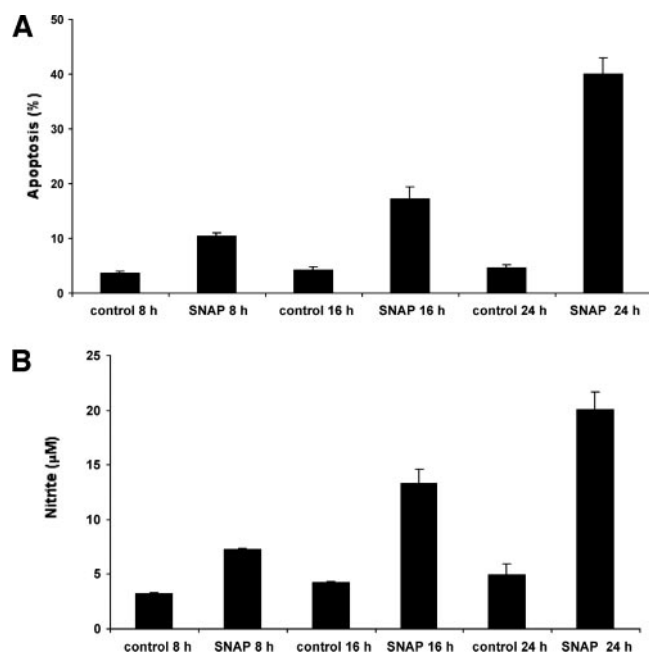 A
50
40
30
20
10
0
Apoptosis (%)
control 8 h SNAP 8 h control 16 h SNAP 16 h control 24 h SNAP 24 h
B
25
20
15
10
5
0
Nitrite (µM)
control 8 h SNAP 8 h control 16 h SNAP 16 h control 24 h SNAP 24 h